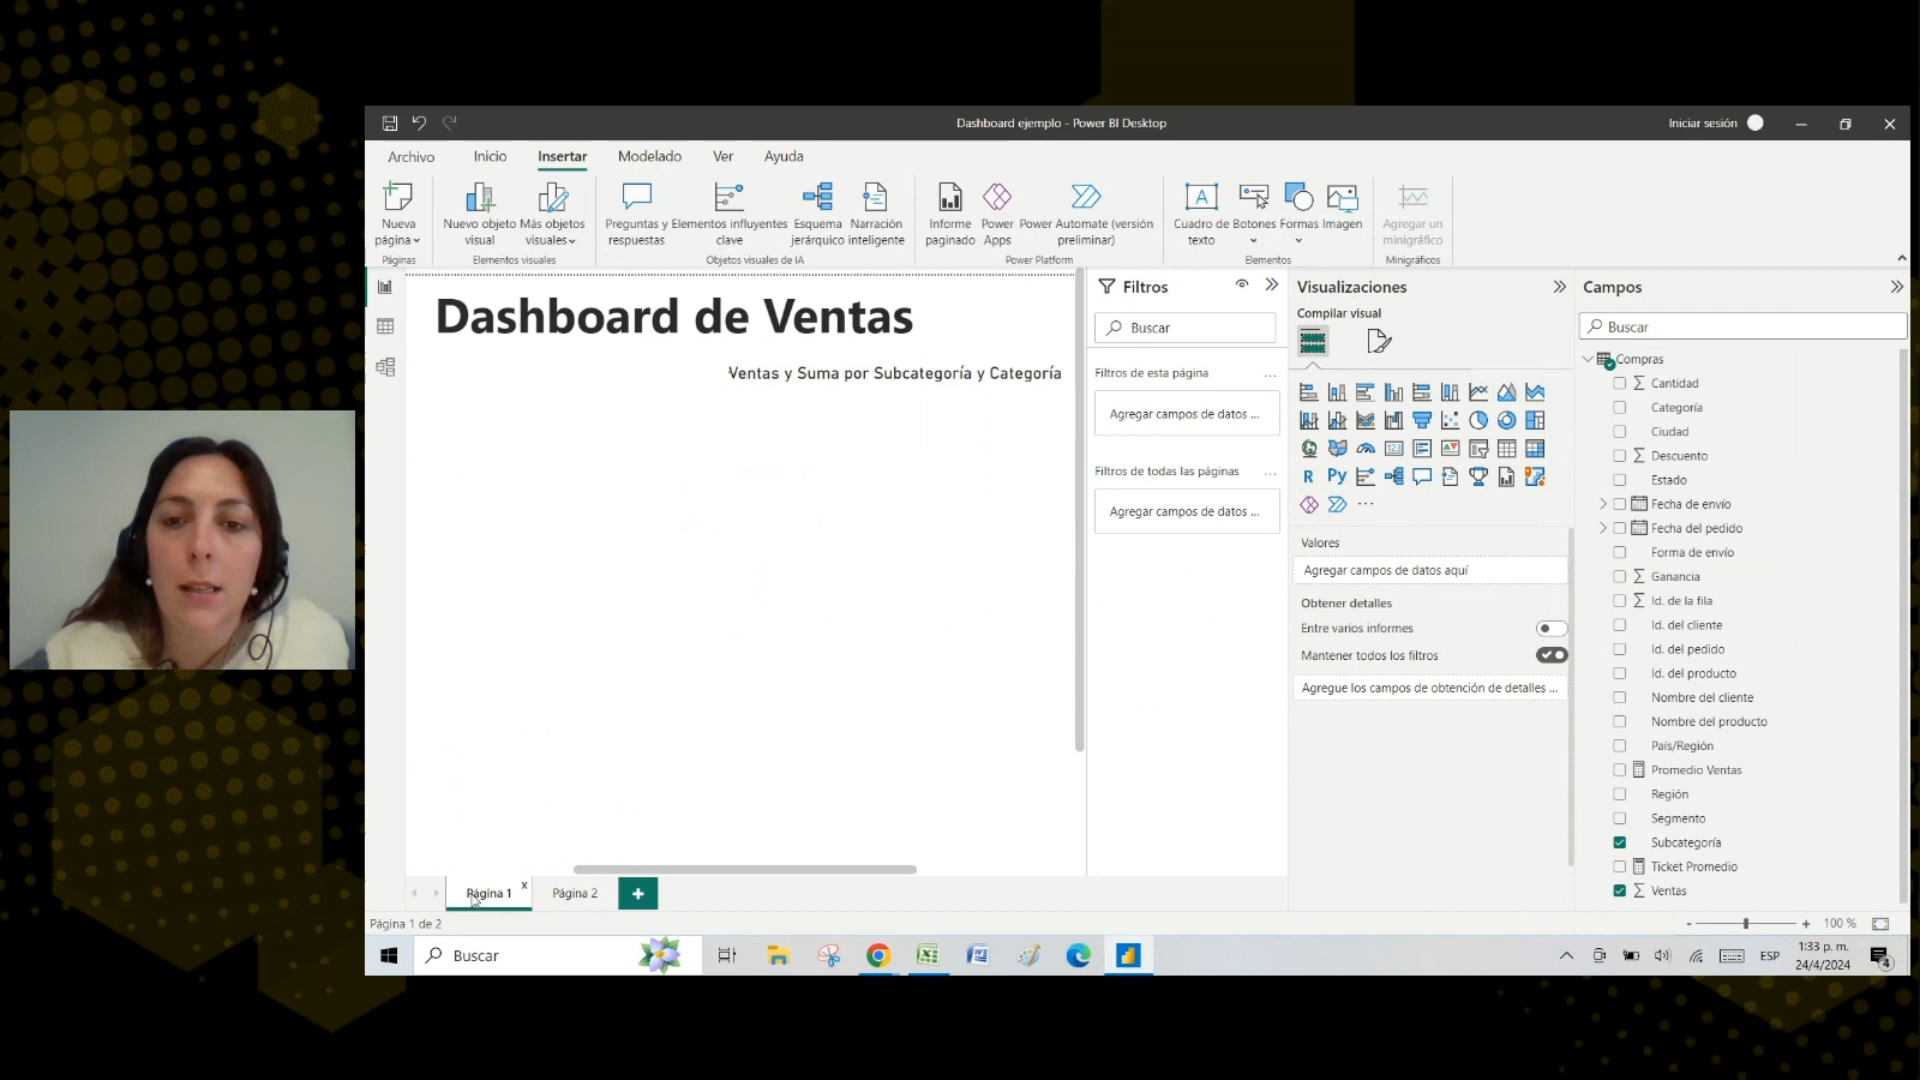 Dashboard ejemplo - Power BI Desktop
Iniciar sesión
Archivo
Inicio
Insertar
Modelado
Ver
Ayuda
Nueva página
Nuevo objeto visual
Más objetos visuales
Preguntas y respuestas
Elementos influyentes clave
Esquema jerárquico
Narración inteligente
Informe paginado
Power Apps
Power Automate (versión preliminar)
Cuadro de texto
Botones
Formas
Imagen
Agregar un minigráfico
Páginas
Elementos visuales
Objetos visuales de IA
Power Platform
Elementos
Minigráficos
Dashboard de Ventas
Ventas y Suma por Subcategoría y Categoría
Filtros
Buscar
Filtros de esta página
Agregar campos de datos ...
Filtros de todas las páginas
Agregar campos de datos ...
Visualizaciones
Compilar visual
123
R
Py
Valores
Agregar campos de datos aquí
Obtener detalles
Entre varios informes
Mantener todos los filtros
Agregue los campos de obtención de detalles ...
Campos
Buscar
Compras
Cantidad
Categoría
Ciudad
Descuento
Estado
Fecha de envío
Fecha del pedido
Forma de envío
Ganancia
Id. de la fila
Id. del cliente
Id. del pedido
Id. del producto
Nombre del cliente
Nombre del producto
País/Región
Promedio Ventas
Región
Segmento
Subcategoría
Ticket Promedio
Ventas
Página 1
Página 2
Página 1 de 2
100 %
Buscar
ESP
1:33 p. m.
24/4/2024
4